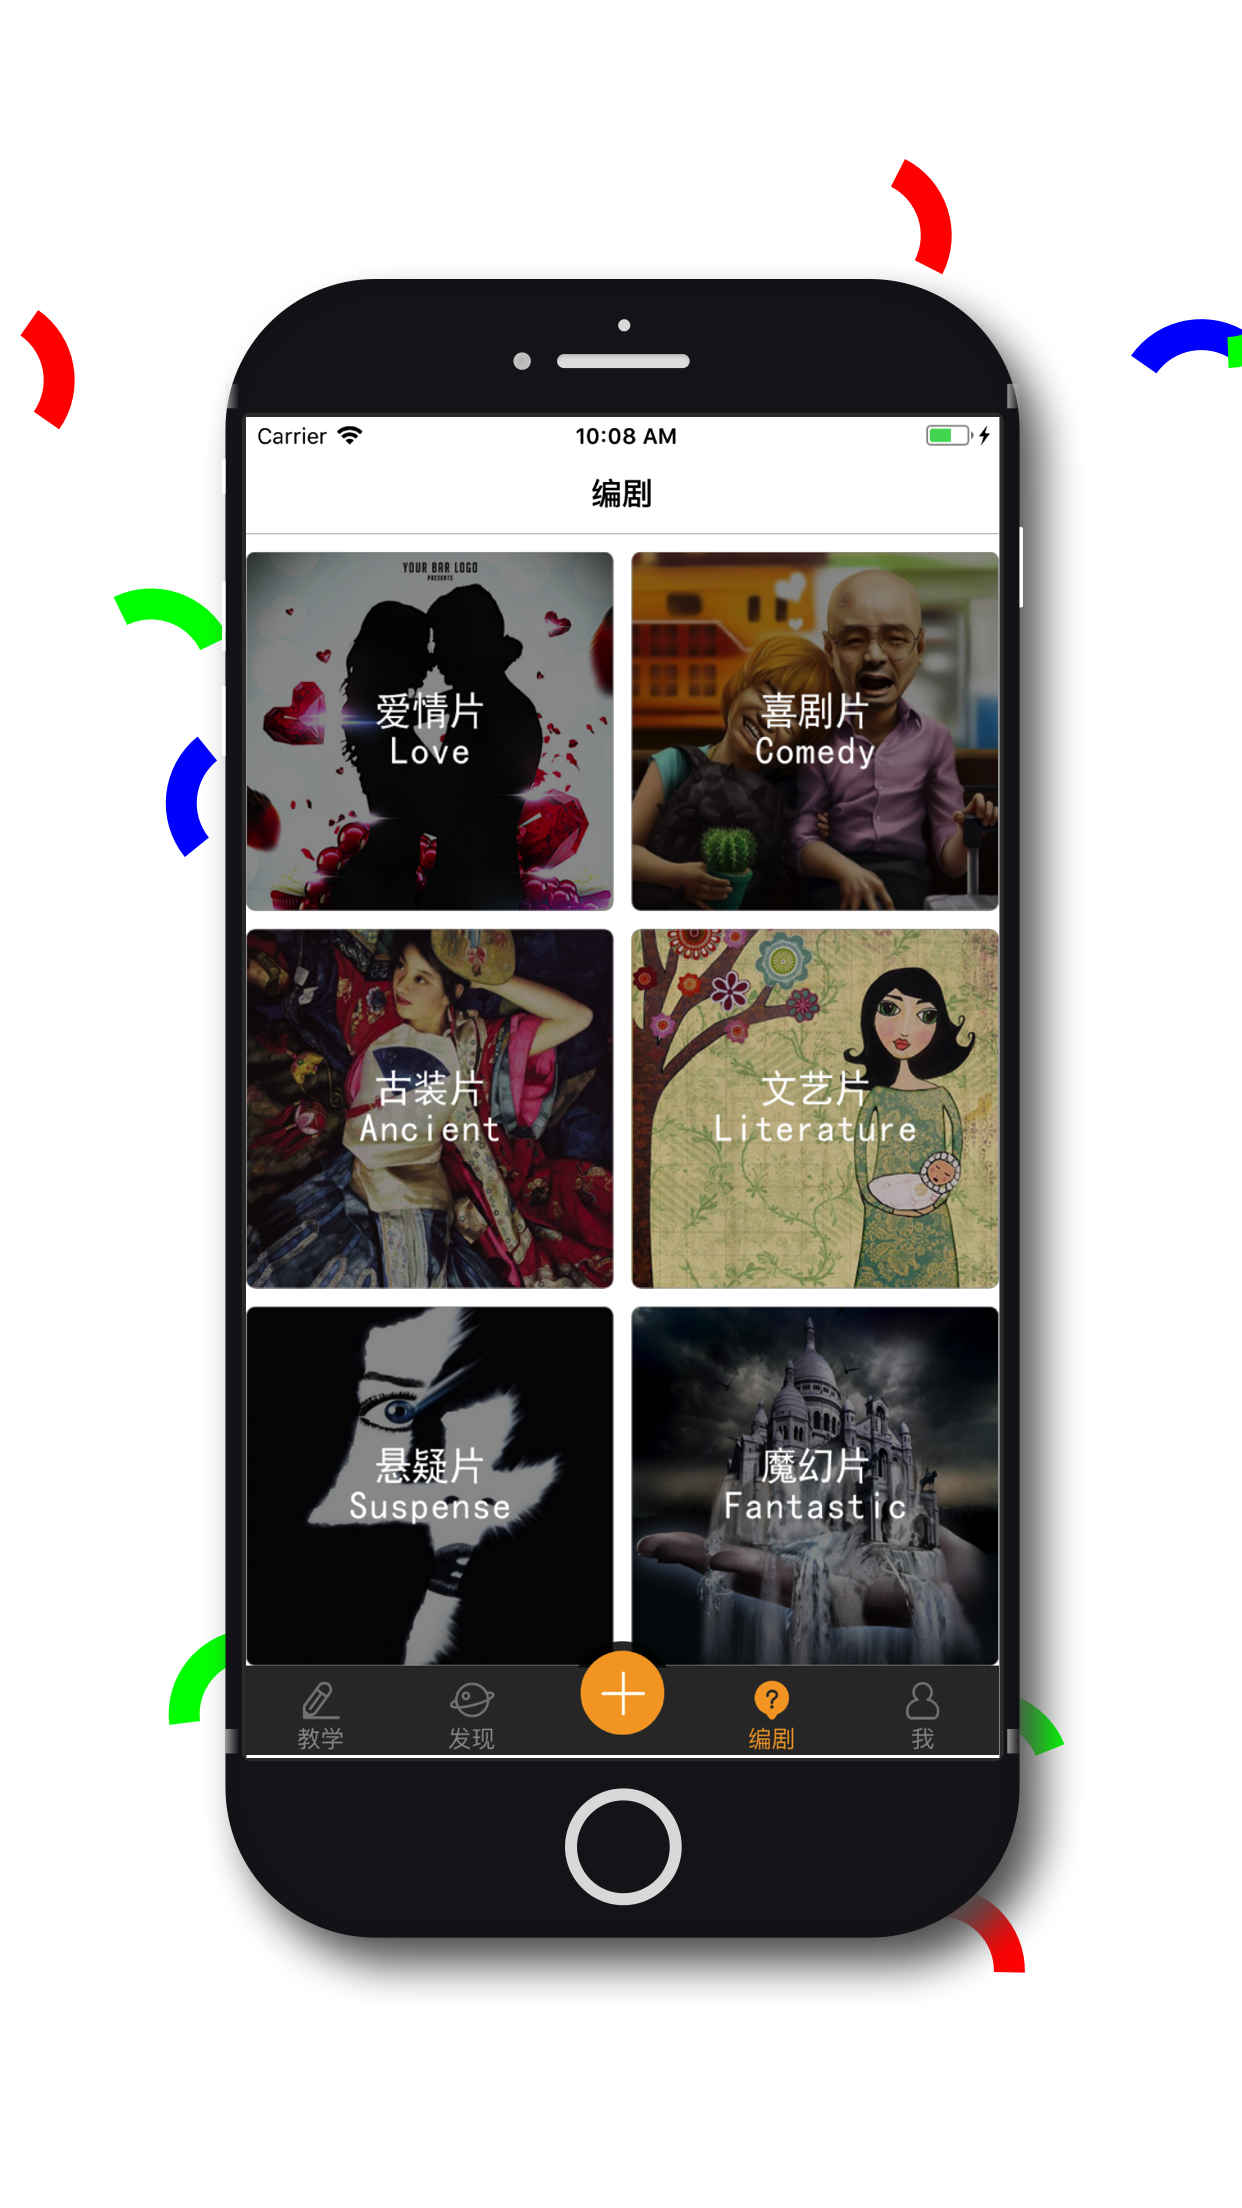 Carrier
10:08 AM
编剧
YOUR BAR LOGO
PRESENTS
爱情片
Love
喜剧片
Comedy
古装片
Ancient
文艺片
Literature
悬疑片
Suspense
魔幻片
Fantastic
教学
发现
编剧
我